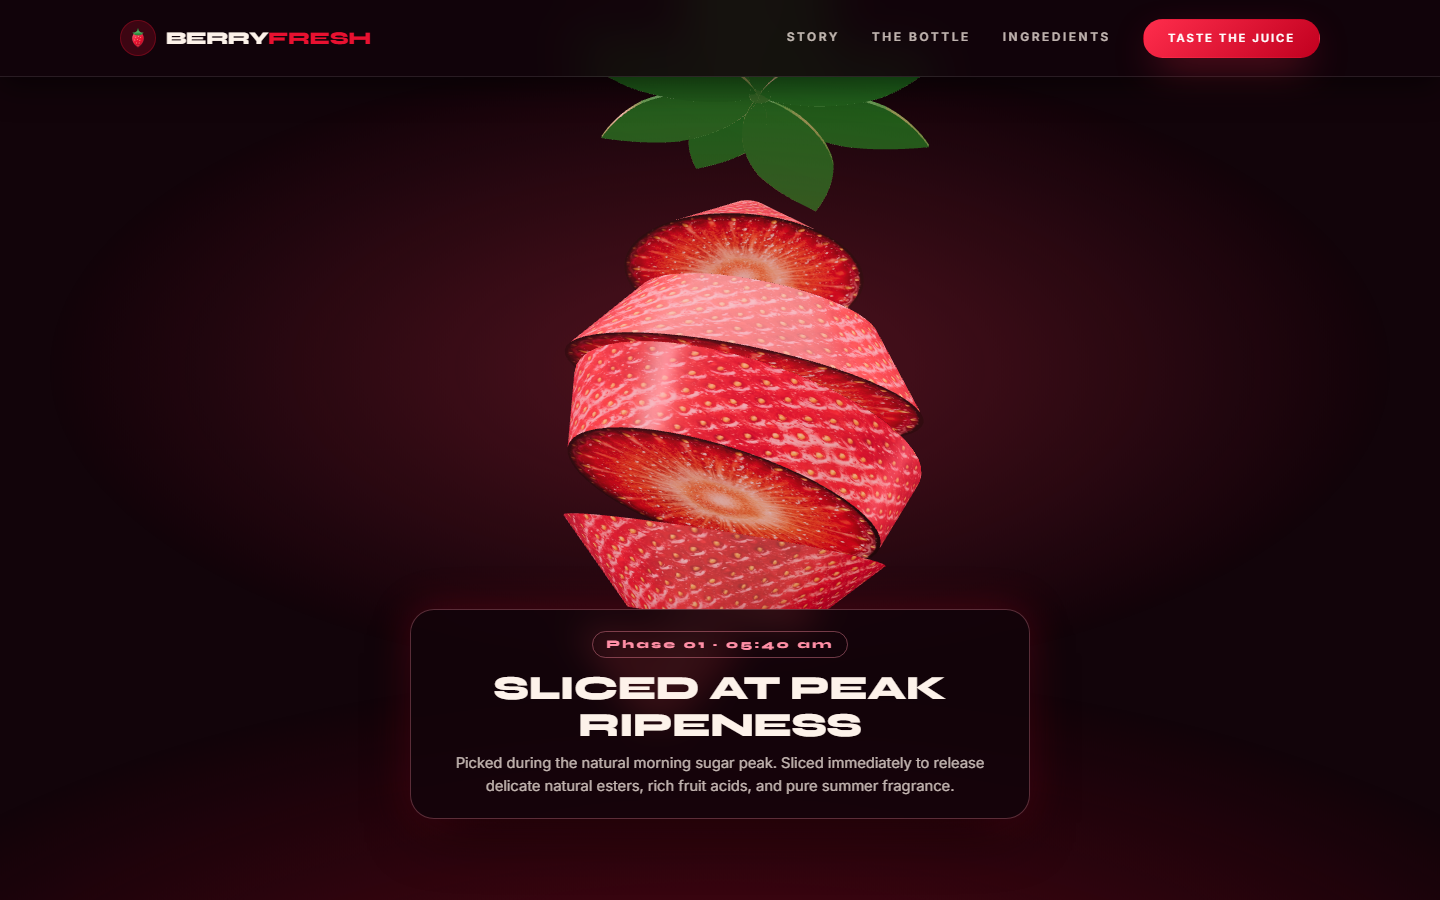 BERRYFRESH
STORY
THE BOTTLE
INGREDIENTS
TASTE THE JUICE
Phase 01 · 05:40 am
SLICED AT PEAK
RIPENESS
Picked during the natural morning sugar peak. Sliced immediately to release
delicate natural esters, rich fruit acids, and pure summer fragrance.